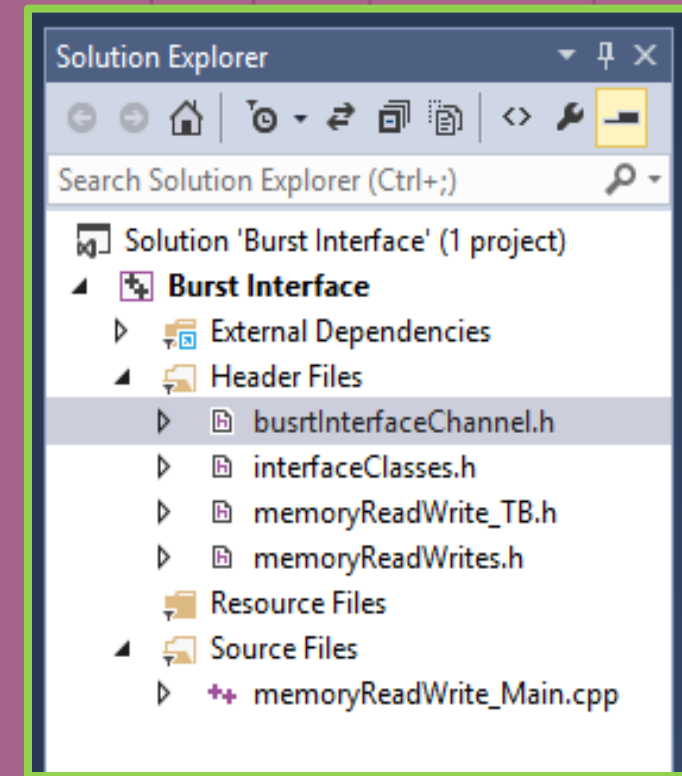 Solution Explorer
Search Solution Explorer (Ctrl+;)
Solution 'Burst Interface' (1 project)
Burst Interface
External Dependencies
Header Files
busrtInterfaceChannel.h
interfaceClasses.h
memoryReadWrite_TB.h
memoryReadWrites.h
Resource Files
Source Files
memoryReadWrite_Main.cpp